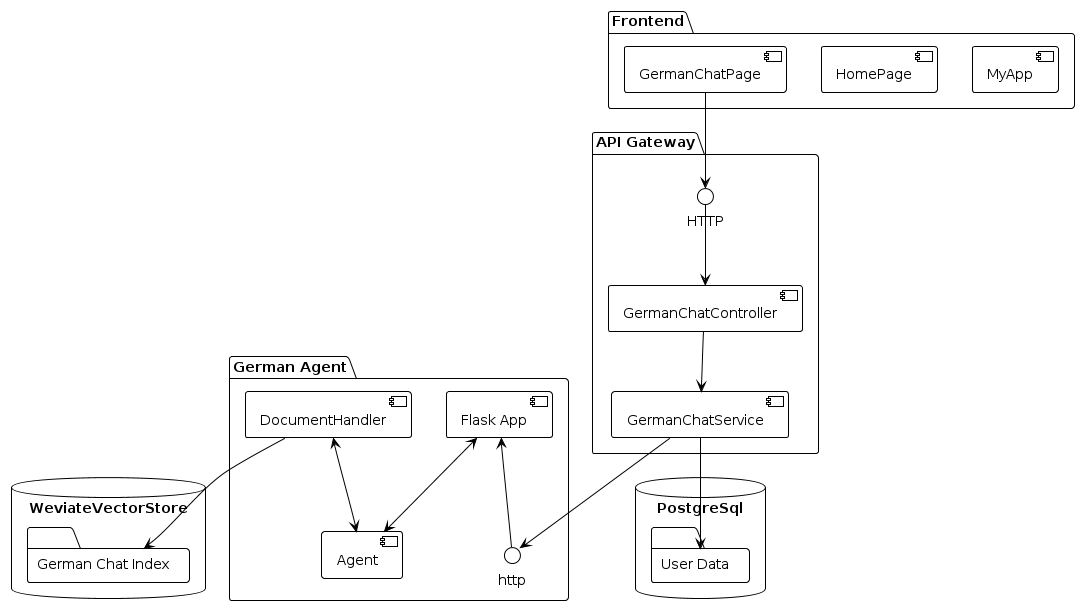 Frontend
GermanChatPage
HomePage
MyApp
API Gateway
HTTP
GermanChatController
German Agent
DocumentHandler
Flask App
GermanChatService
WeviateVectorStore
PostgreSql
German Chat Index
Agent
http
User Data